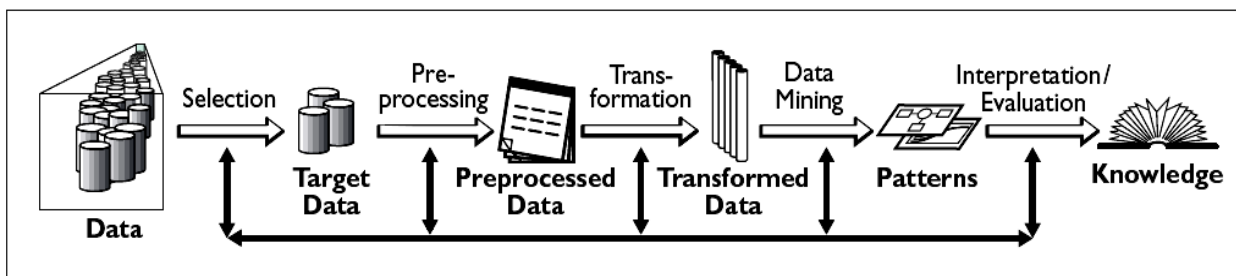 Selection
Pre-
processing
Trans-
formation
Data
Mining
Interpretation/
Evaluation
Data
Target
Data
Preprocessed
Data
Transformed
Data
Patterns
Knowledge